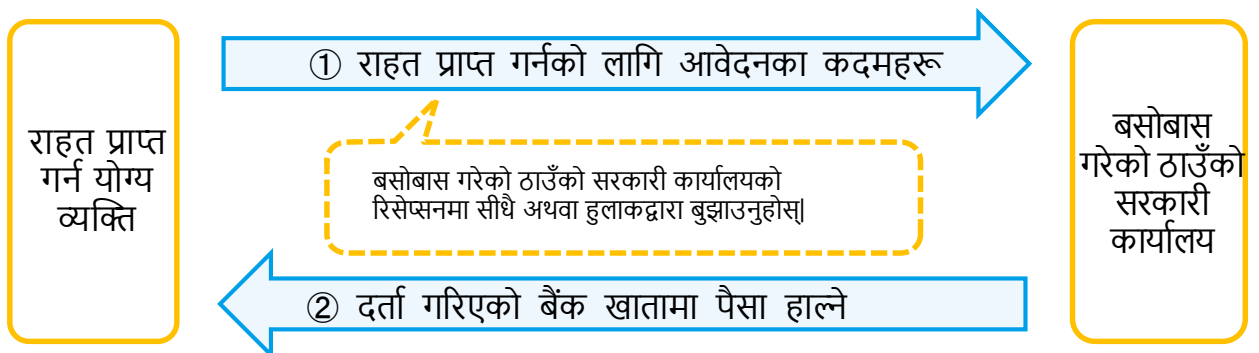 राहत प्राप्त
गर्न योग्य
व्यक्ति
① राहत प्राप्त गर्नको लागि आवेदनका कदमहरू
बसोबास गरेको ठाउँको सरकारी कार्यालयको
रिसेप्सनमा सीधै अथवा हुलाकद्वारा बुझाउनुहोस्|
② दर्ता गरिएको बैंक खातामा पैसा हाल्ने
बसोबास
गरेको ठाउँको
सरकारी
कार्यालय